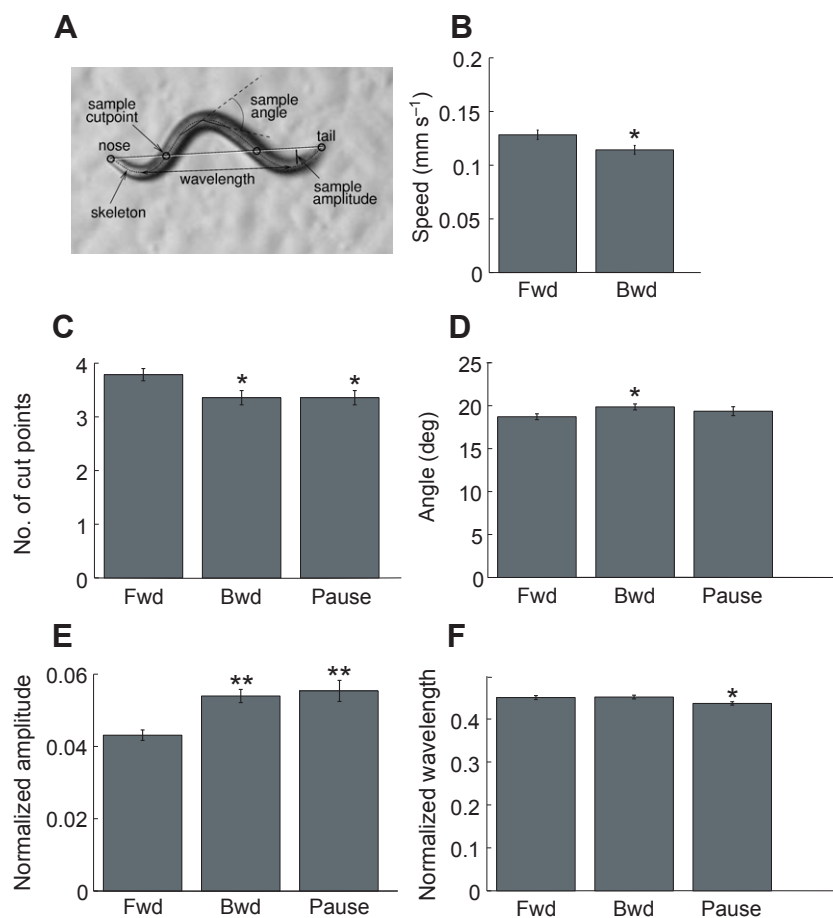 A
sample
cutpoint
sample
angle
nose
tail
wavelength
skeleton
sample
amplitude
B
Speed (mm s–1)
0.2
0.15
*
0.1
0.05
0
Fwd Bwd
C
No. of cut points
4
* *
3
2
1
0
Fwd Bwd Pause
D
Angle (deg)
25
*
20
15
10
5
0
Fwd Bwd Pause
E
Normalized amplitude
0.06
** **
0.04
0.02
0
Fwd Bwd Pause
F
Normalized wavelength
*
0.4
0.3
0.2
0.1
0
Fwd Bwd Pause